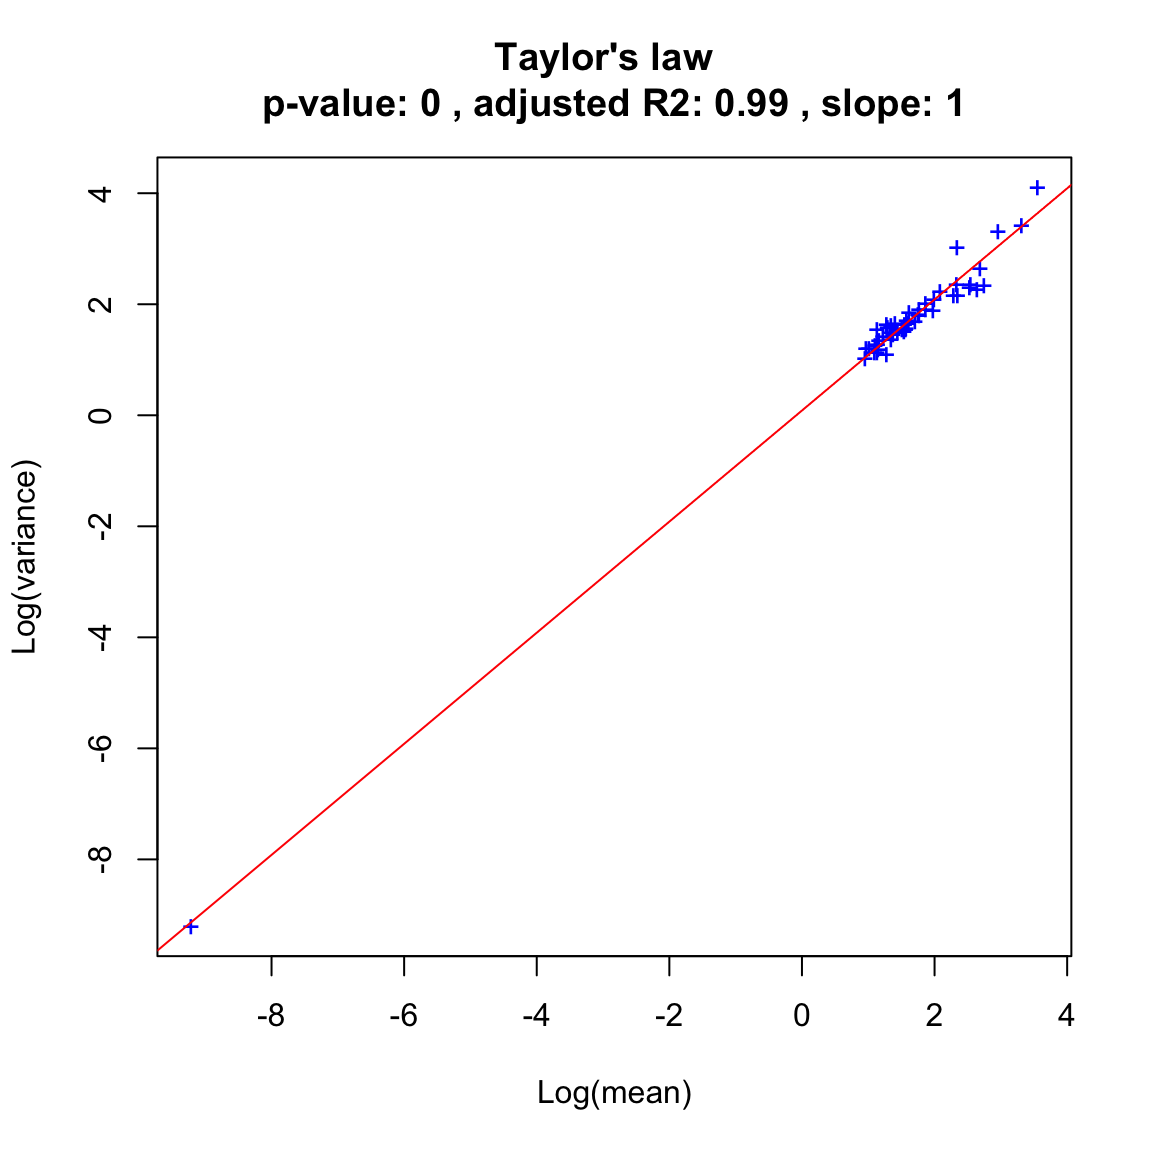 Taylor's law
p-value: 0 , adjusted R2: 0.99 , slope: 1
4
2
0
-2
-4
-6
-8
Log(variance)
-8 -6 -4 -2 0 2 4
Log(mean)